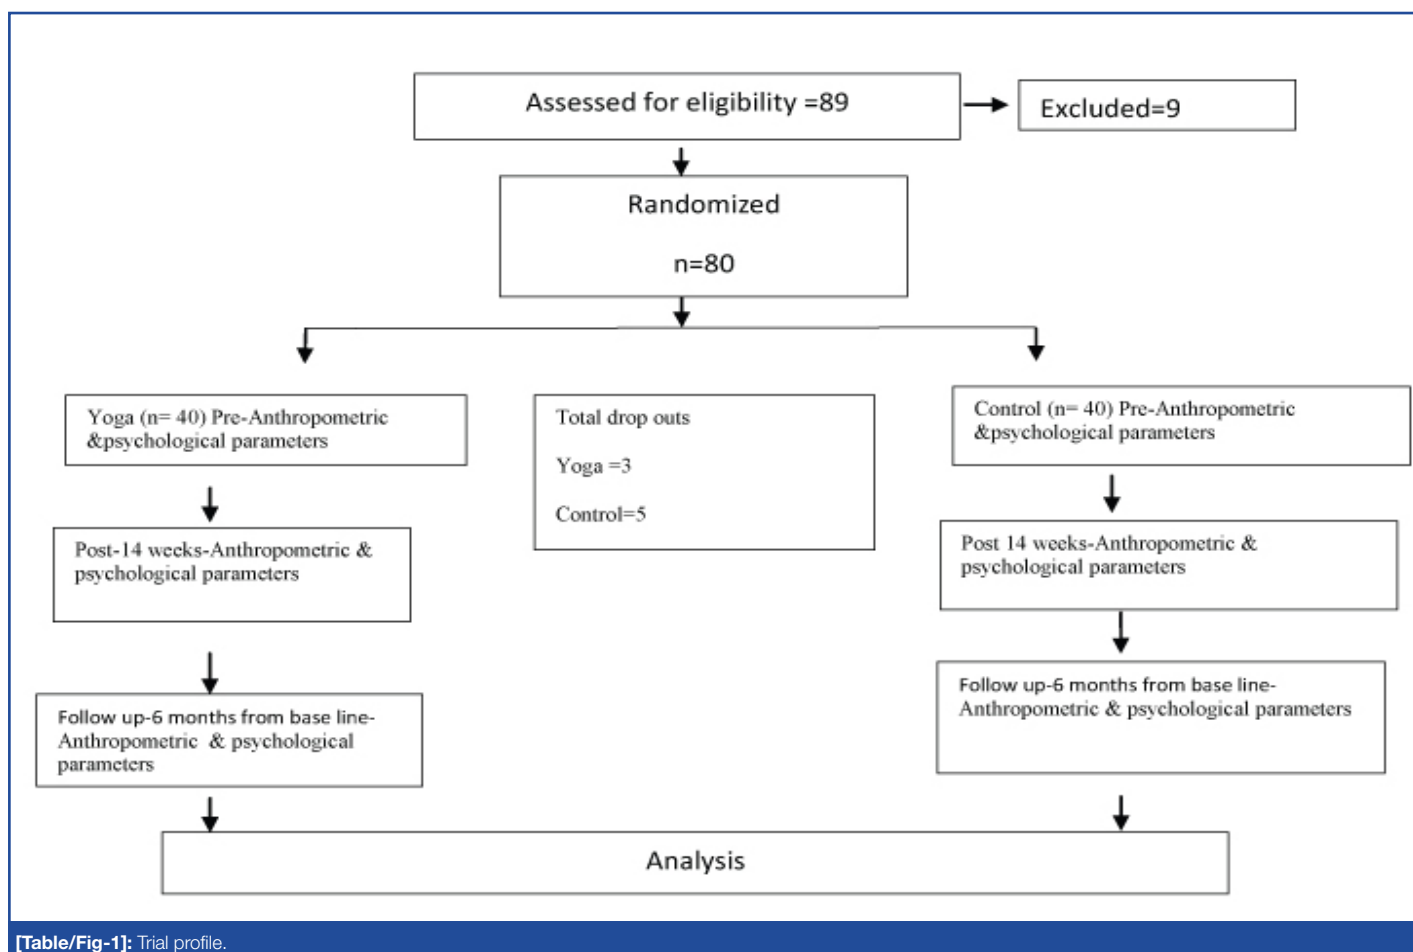 Assessed for eligibility =89
Excluded=9
Randomized
n=80
Yoga (n= 40) Pre-Anthropometric
&psychological parameters
Total drop outs
Yoga =3
Control=5
Control (n= 40) Pre-Anthropometric
&psychological parameters
Post-14 weeks-Anthropometric &
psychological parameters
Post 14 weeks-Anthropometric &
psychological parameters
Follow up-6 months from base line-
Anthropometric & psychological
parameters
Follow up-6 months from base line-
Anthropometric & psychological parameters
Analysis
[Table/Fig-1]: Trial profile.